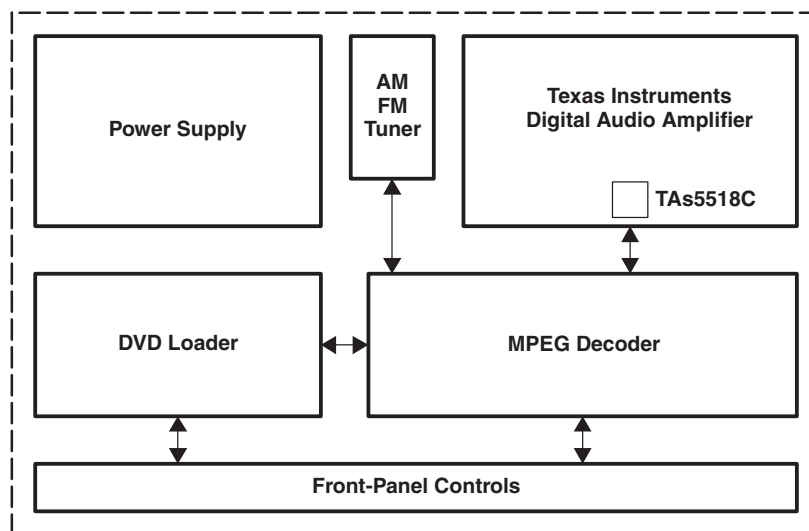 Power Supply
AM
FM
Tuner
Texas Instruments
Digital Audio Amplifier
TAs5518C
DVD Loader
MPEG Decoder
Front-Panel Controls